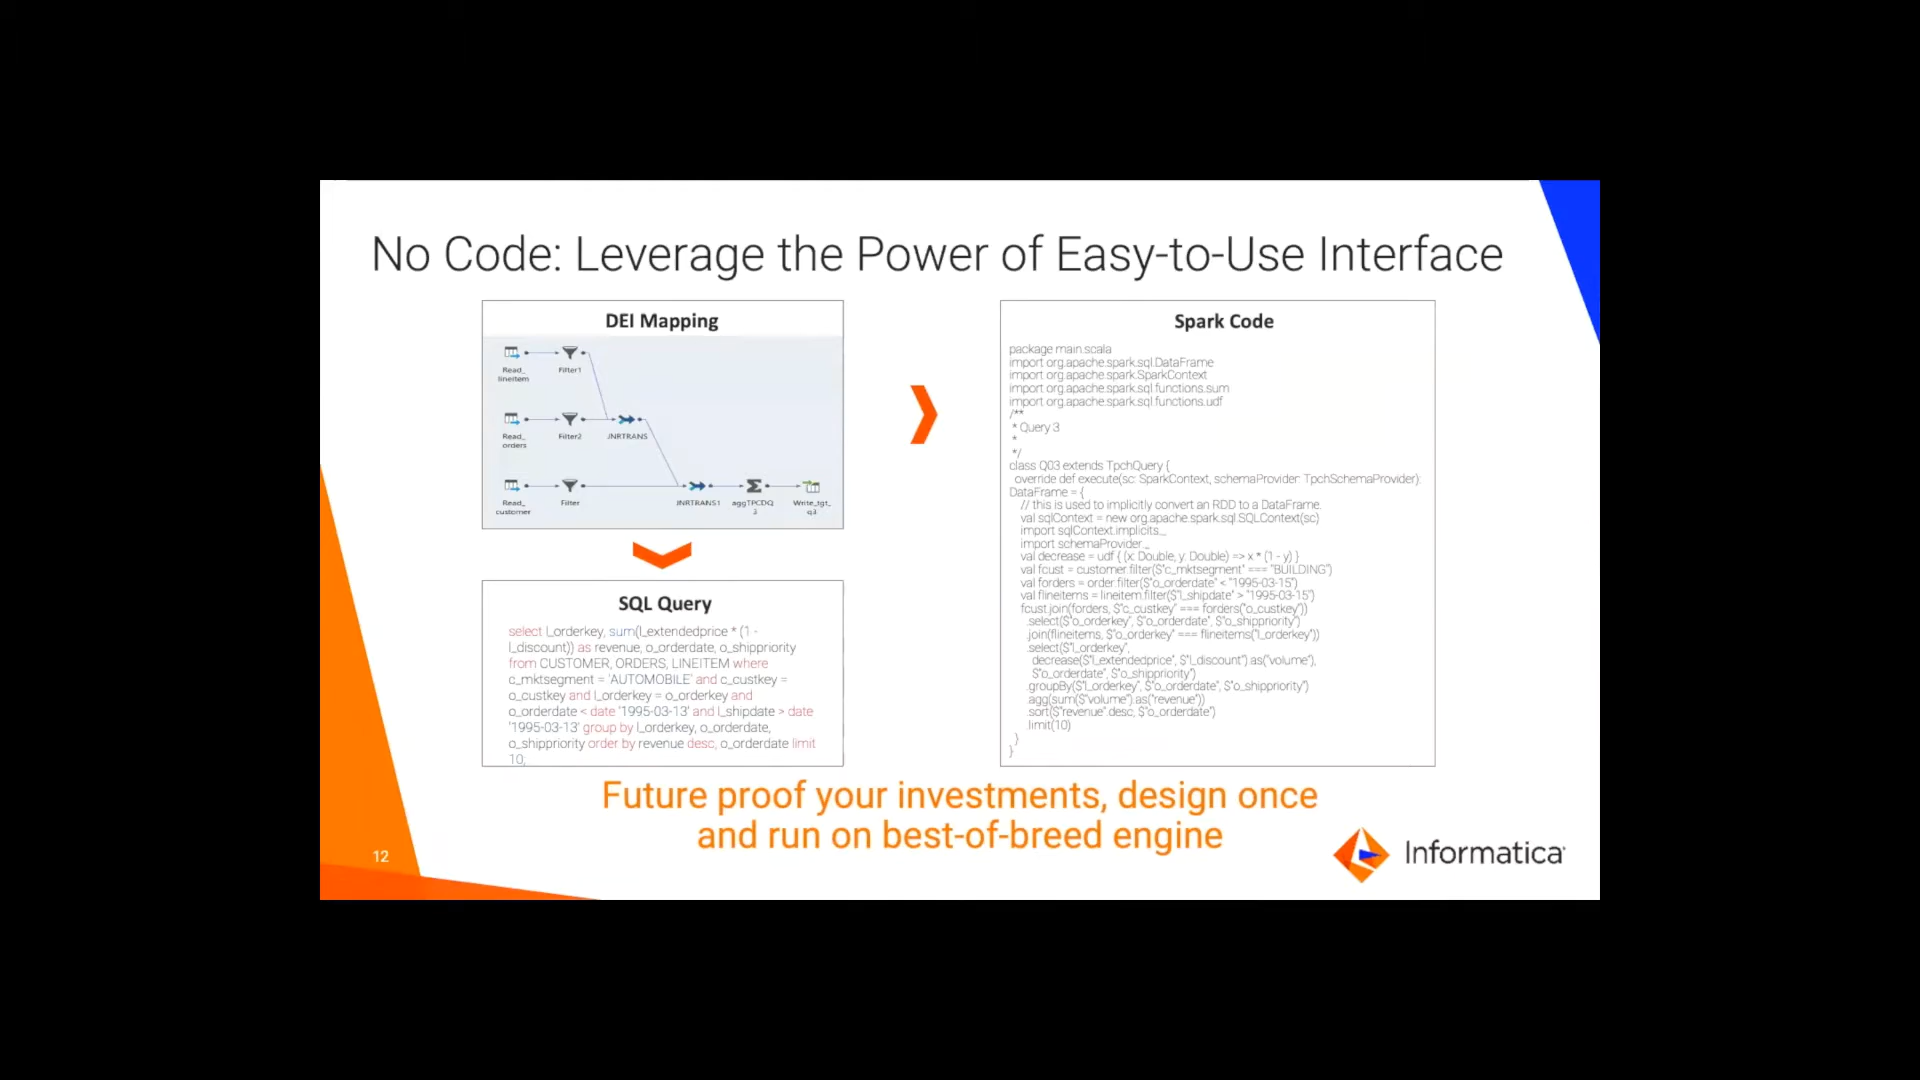 No Code: Leverage the Power of Easy-to-Use Interface
DEI Mapping
Read_
lineitem
Filter1
Read_
orders
Filter2
JNRTRANS
Read_
customer
Filter
JNRTRANS1
aggTPCDQ
3
Write_tgt_
q3
SQL Query
select l_orderkey, sum(l_extendedprice * (1 -
l_discount)) as revenue, o_orderdate, o_shippriority
from CUSTOMER, ORDERS, LINEITEM where
c_mktsegment = 'AUTOMOBILE' and c_custkey =
o_custkey and l_orderkey = o_orderkey and
o_orderdate < date '1995-03-13' and l_shipdate > date
'1995-03-13' group by l_orderkey, o_orderdate,
o_shippriority order by revenue desc, o_orderdate limit
10;
Spark Code
package main.scala
import org.apache.spark.sql.DataFrame
import org.apache.spark.SparkContext
import org.apache.spark.sql.functions.sum
import org.apache.spark.sql.functions.udf
/**
* Query 3
*
*/
class Q03 extends TpchQuery {
override def execute(sc: SparkContext, schemaProvider: TpchSchemaProvider):
DataFrame = {
// this is used to implicitly convert an RDD to a DataFrame.
val sqlContext = new org.apache.spark.sql.SQLContext(sc)
import sqlContext.implicits._
import schemaProvider._
val decrease = udf { (x: Double, y: Double) => x * (1 - y) }
val fcust = customer.filter($"c_mktsegment" === "BUILDING")
val forders = order.filter($"o_orderdate" < "1995-03-15")
val flineitems = lineitem.filter($"l_shipdate" > "1995-03-15")
fcust.join(forders, $"c_custkey" === forders("o_custkey"))
.select($"o_orderkey", $"o_orderdate", $"o_shippriority")
.join(flineitems, $"o_orderkey" === flineitems("l_orderkey"))
.select($"l_orderkey",
decrease($"l_extendedprice", $"l_discount").as("volume"),
$"o_orderdate", $"o_shippriority")
.groupBy($"l_orderkey", $"o_orderdate", $"o_shippriority")
.agg(sum($"volume").as("revenue"))
.sort($"revenue".desc, $"o_orderdate")
.limit(10)
}
}
Future proof your investments, design once
and run on best-of-breed engine
12
Informatica